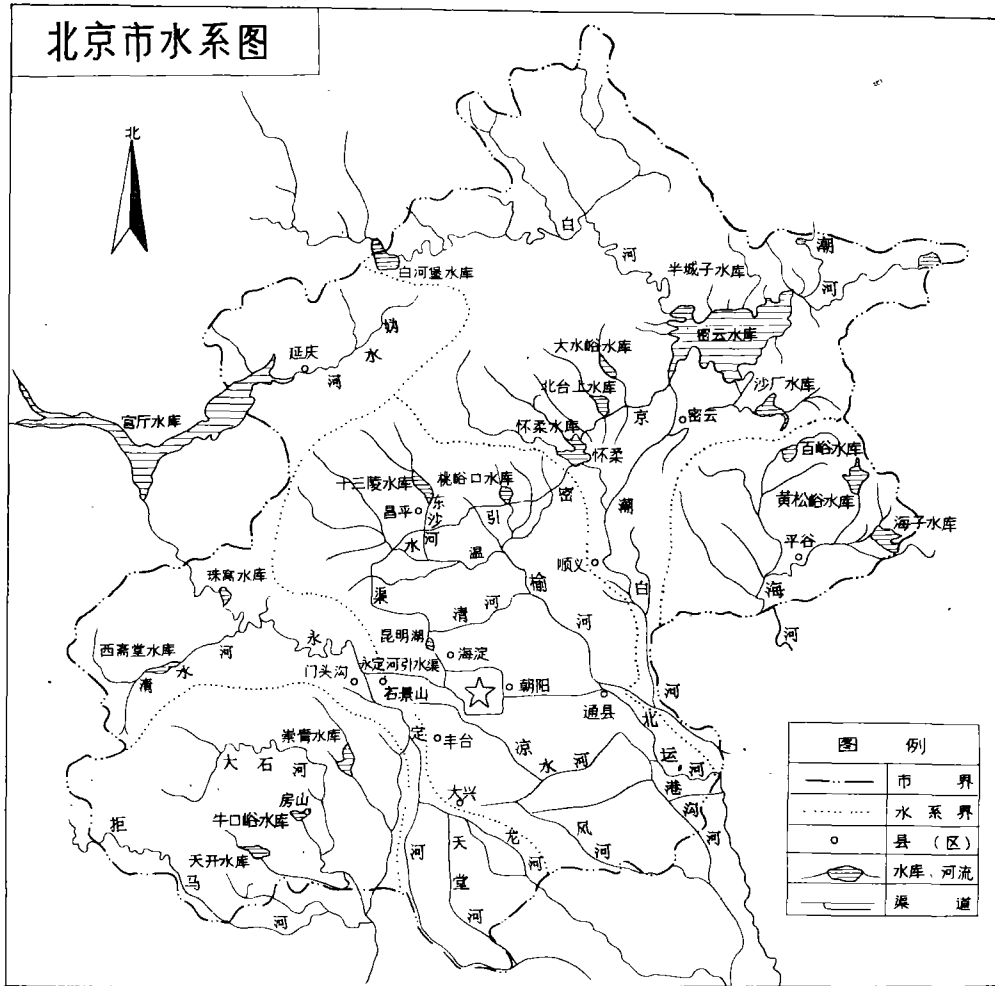 北京市水系图
北
白河
潮河
白河堡水库
半城子水库
密云水库
妫水河
延庆
官厅水库
大水峪水库
北台上水库
怀柔水库
怀柔
京密引水渠
密云
沙厂水库
百峪水库
黄松峪水库
海子水库
平谷
海河
十三陵水库
桃峪口水库
昌平
东沙河
温榆河
顺义
潮白河
清河
珠窝水库
西斋堂水库
清水河
昆明湖
海淀
永定河引水渠
门头沟
石景山
朝阳
通县
永定河
丰台
凉水河
北运河
港沟河
崇青水库
大石河
房山
牛口峪水库
天开水库
拒马河
大兴
天堂河
龙河
凤河
图例
市界
水系界
县（区）
水库、河流
渠道